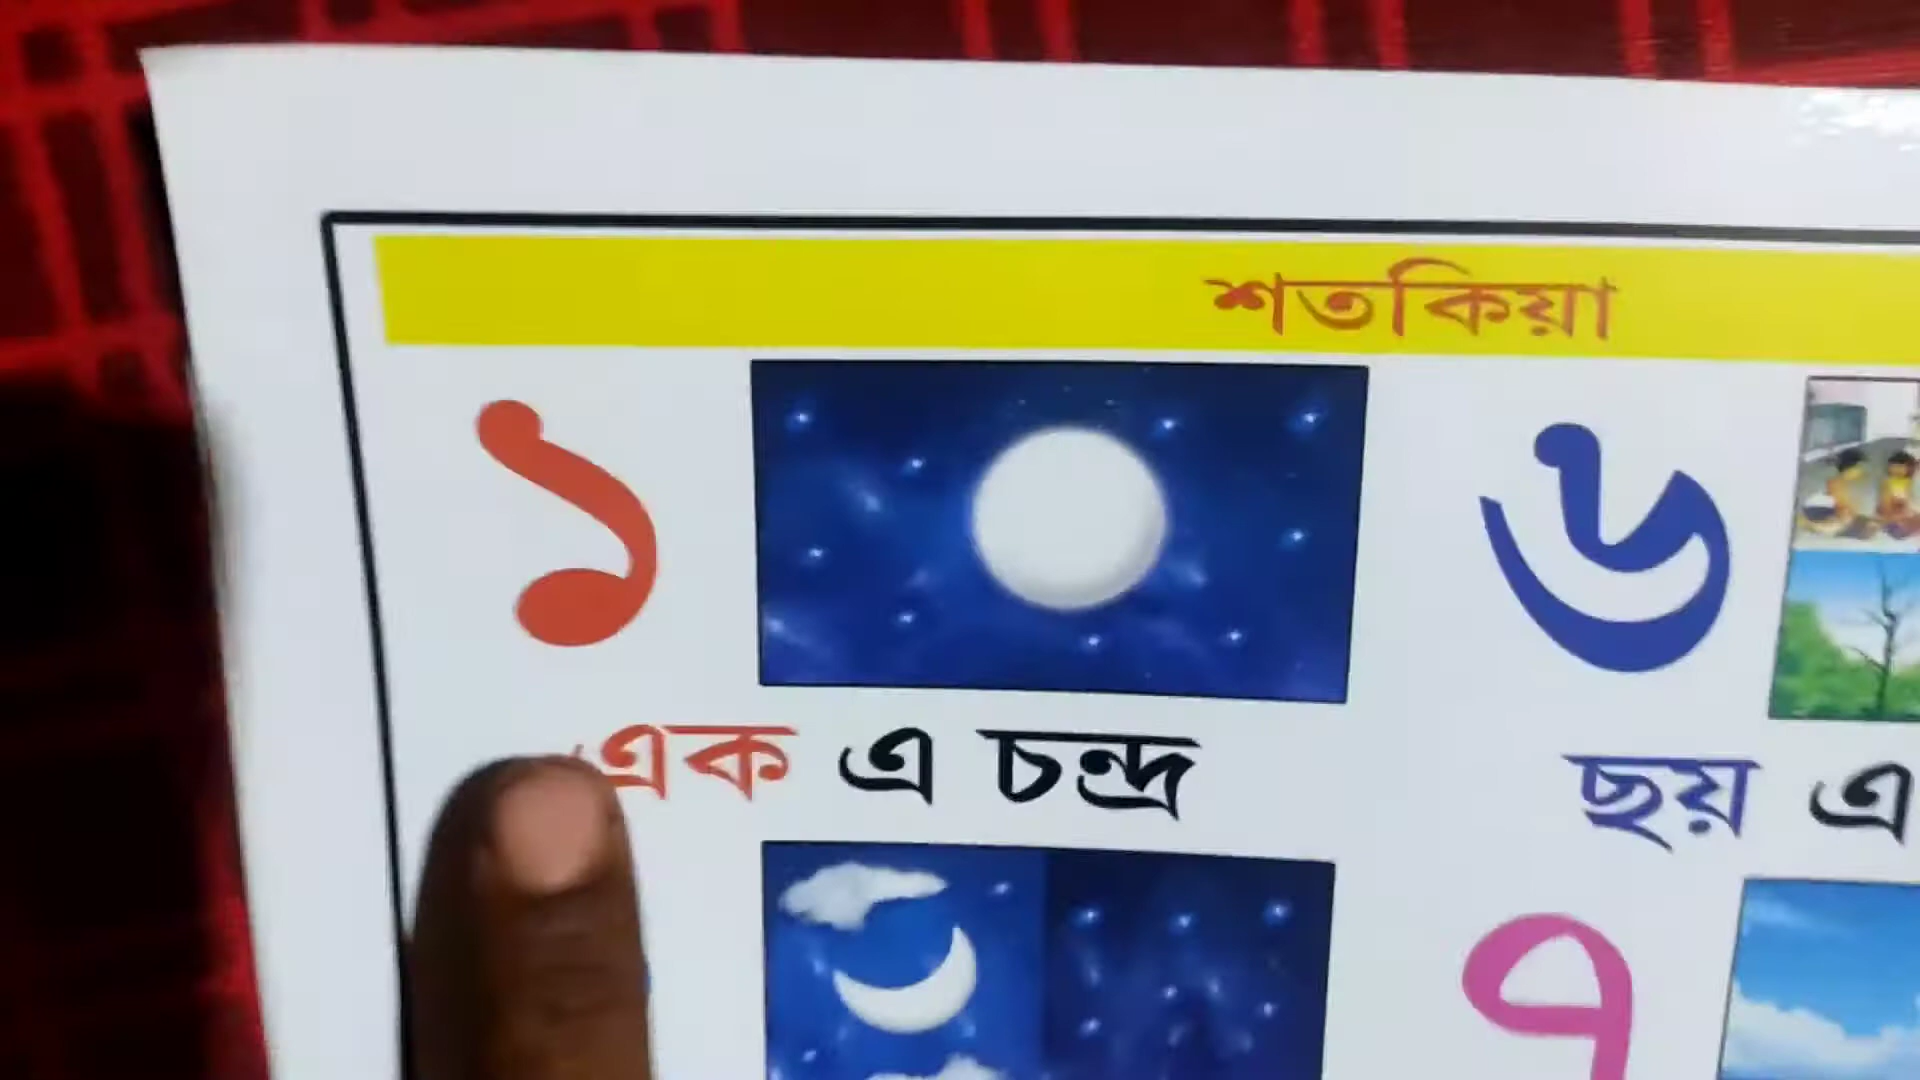 শতকিয়া
১
এক এ চন্দ্র
৬
ছয় এ
৭